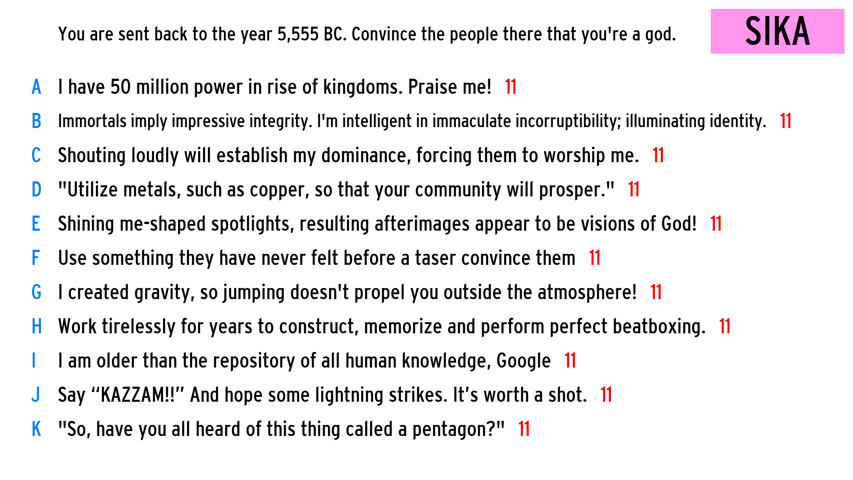 You are sent back to the year 5,555 BC. Convince the people there that you're a god.
SIKA
A I have 50 million power in rise of kingdoms. Praise me! 11
B Immortals imply impressive integrity. I'm intelligent in immaculate incorruptibility; illuminating identity. 11
C Shouting loudly will establish my dominance, forcing them to worship me. 11
D "Utilize metals, such as copper, so that your community will prosper." 11
E Shining me-shaped spotlights, resulting afterimages appear to be visions of God! 11
F Use something they have never felt before a taser convince them 11
G I created gravity, so jumping doesn't propel you outside the atmosphere! 11
H Work tirelessly for years to construct, memorize and perform perfect beatboxing. 11
I I am older than the repository of all human knowledge, Google 11
J Say “KAZZAM!!” And hope some lightning strikes. It’s worth a shot. 11
K "So, have you all heard of this thing called a pentagon?" 11